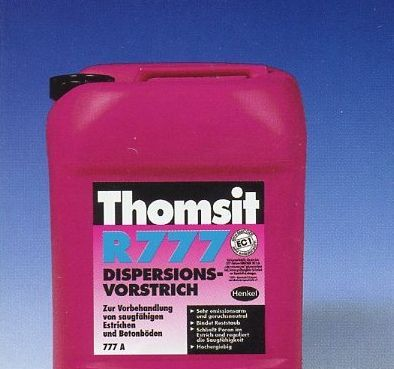 Thomsit
R777
EC1
DISPERSIONS-
VORSTRICH
Henkel
Zur Vorbehandlung
von saugfähigen
Estrichen
und Betonböden
777 A
Sehr emissionsarm
und geruchsneutral
Bindet Reststaub
Schließt Poren im
Estrich und reguliert
die Saugfähigkeit
Hochergiebig